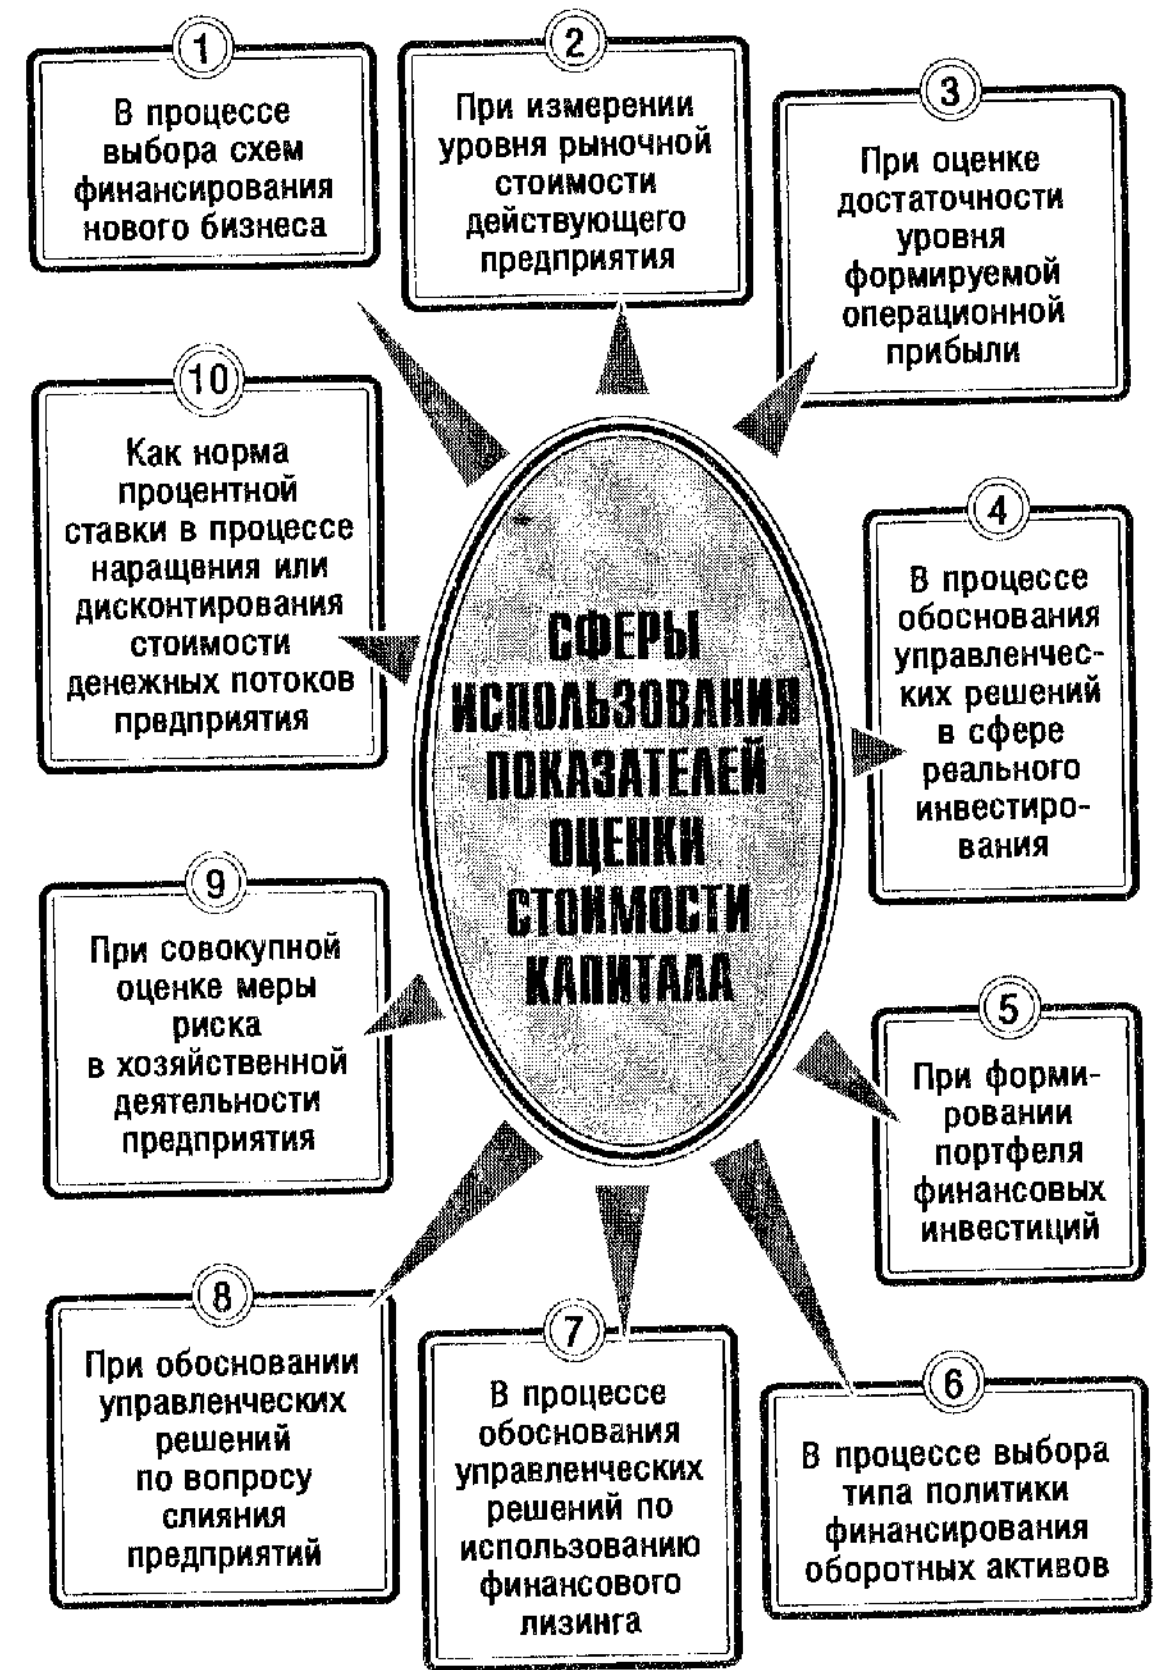 1
В процессе
выбора схем
финансирования
нового бизнеса
2
При измерении
уровня рыночной
стоимости
действующего
предприятия
3
При оценке
достаточности
уровня
формируемой
операционной
прибыли
10
Как норма
процентной
ставки в процессе
наращения или
дисконтирования
стоимости
денежных потоков
предприятия
СФЕРЫ
ИСПОЛЬЗОВАНИЯ
ПОКАЗАТЕЛЕЙ
ОЦЕНКИ
СТОИМОСТИ
КАПИТАЛА
4
В процессе
обоснования
управленчес-
ких решений
в сфере
реального
инвестиро-
вания
9
При совокупной
оценке меры
риска
в хозяйственной
деятельности
предприятия
5
При форми-
ровании
портфеля
финансовых
инвестиций
8
При обосновании
управленческих
решений
по вопросу
слияния
предприятий
7
В процессе
обоснования
управленческих
решений по
использованию
финансового
лизинга
6
В процессе выбора
типа политики
финансирования
оборотных активов